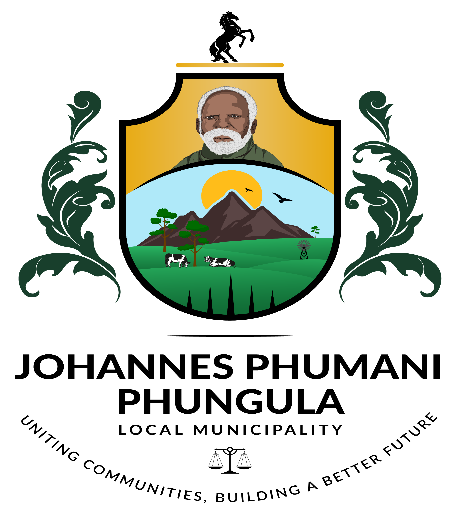 JOHANNES PHUMANI
PHUNGULA
LOCAL MUNICIPALITY
UNITING COMMUNITIES, BUILDING A BETTER FUTURE